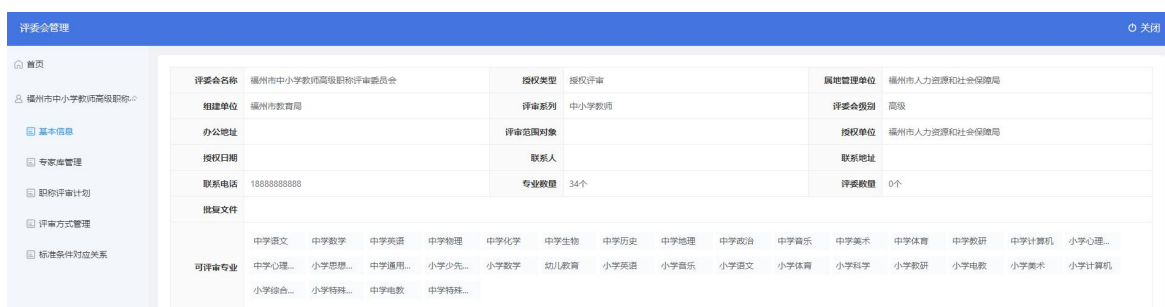 评委会管理
关闭
首页
福州市中小学教师高级职称
基本信息
专家库管理
职称评审计划
评审方式管理
标准条件对应关系
评委会名称 福州市中小学教师高级职称评审委员会 授权类型 授权评审 属地管理单位 福州市人力资源和社会保障局
组建单位 福州市教育局 评审系列 中小学教师 评委会级别 高级
办公地址 评审范围对象 授权单位 福州市人力资源和社会保障局
授权日期 联系人 联系地址
联系电话 18888888888 专业数量 34个 评委数量 0个
批复文件
可评审专业
中学语文 中学数学 中学英语 中学物理 中学化学 中学生物 中学历史 中学地理 中学政治 中学音乐 中学美术 中学体育 中学教研 中学计算机 小学心理...
中学心理... 小学思想... 中学通用... 小学少先... 小学数学 幼儿教育 小学英语 小学音乐 小学语文 小学体育 小学科学 小学教研 小学电教 小学美术 小学计算机
小学综合... 小学特殊... 中学电教 中学特殊...